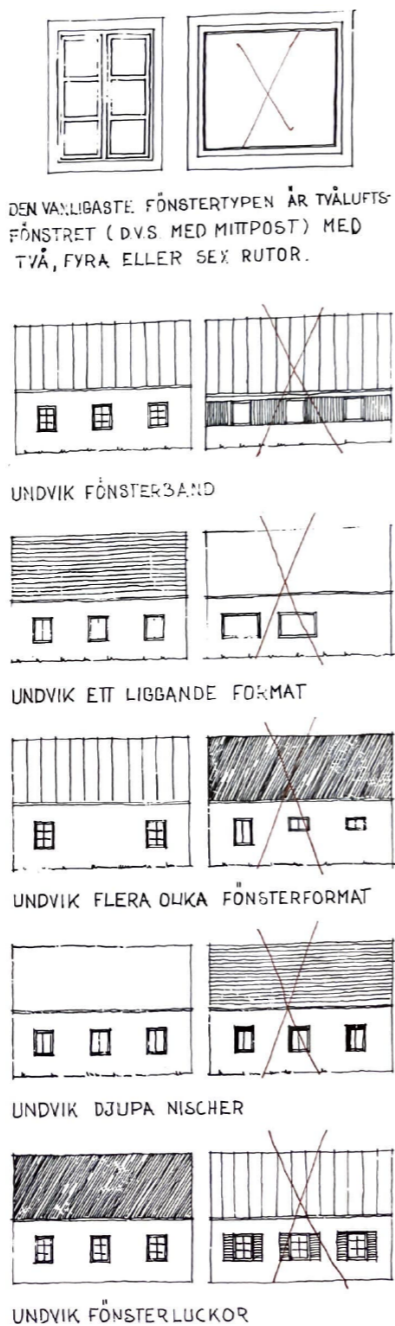 DEN VANLIGASTE FÖNSTERTYPEN ÄR TVÅLUFTS-
FÖNSTRET (D.V.S. MED MITTPOST) MED
TVÅ, FYRA ELLER SEX RUTOR.
UNDVIK FÖNSTERBAND
UNDVIK ETT LIGGANDE FORMAT
UNDVIK FLERA OLIKA FÖNSTERFORMAT
UNDVIK DJUPA NISCHER
UNDVIK FÖNSTERLUCKOR